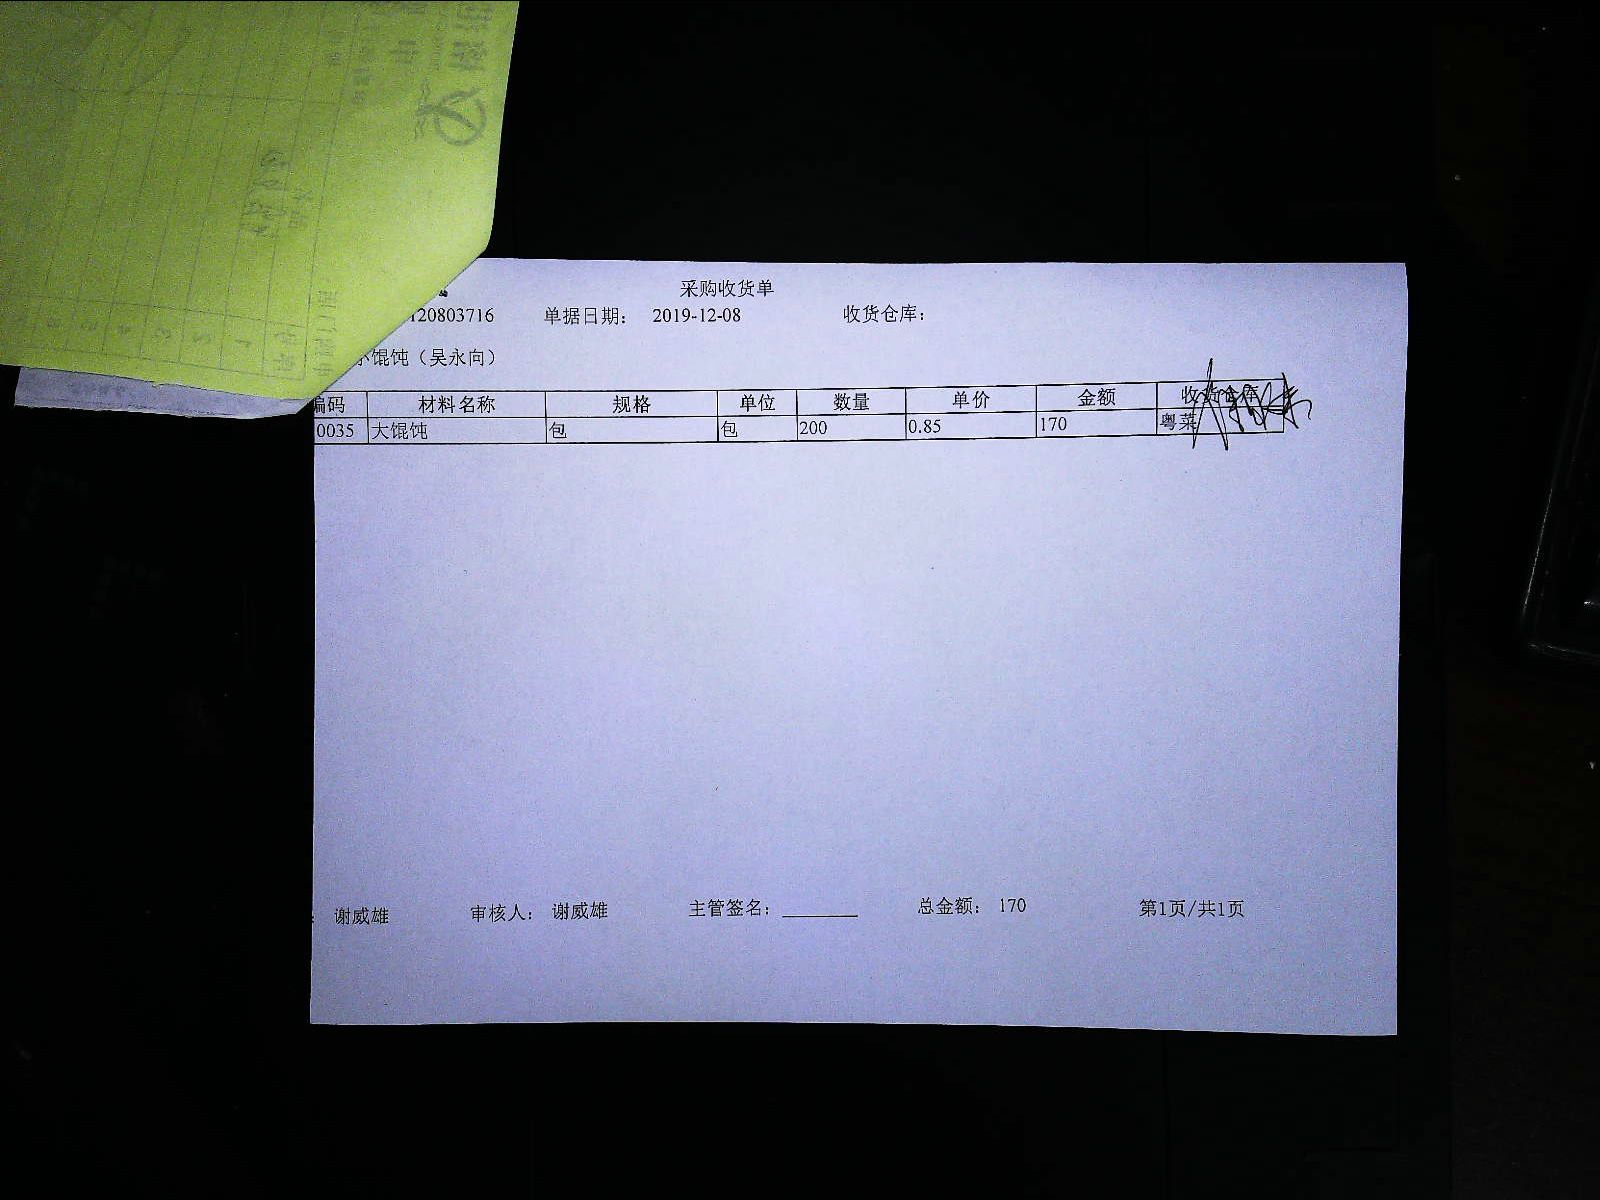 采购收货单
120803716 单据日期： 2019-12-08 收货仓库：
小馄饨（吴永向）
编码 材料名称 规格 单位 数量 单价 金额 收货仓库
0035 大馄饨 包 包 200 0.85 170 粤菜
： 谢威雄 审核人： 谢威雄 主管签名： ________ 总金额： 170 第1页/共1页